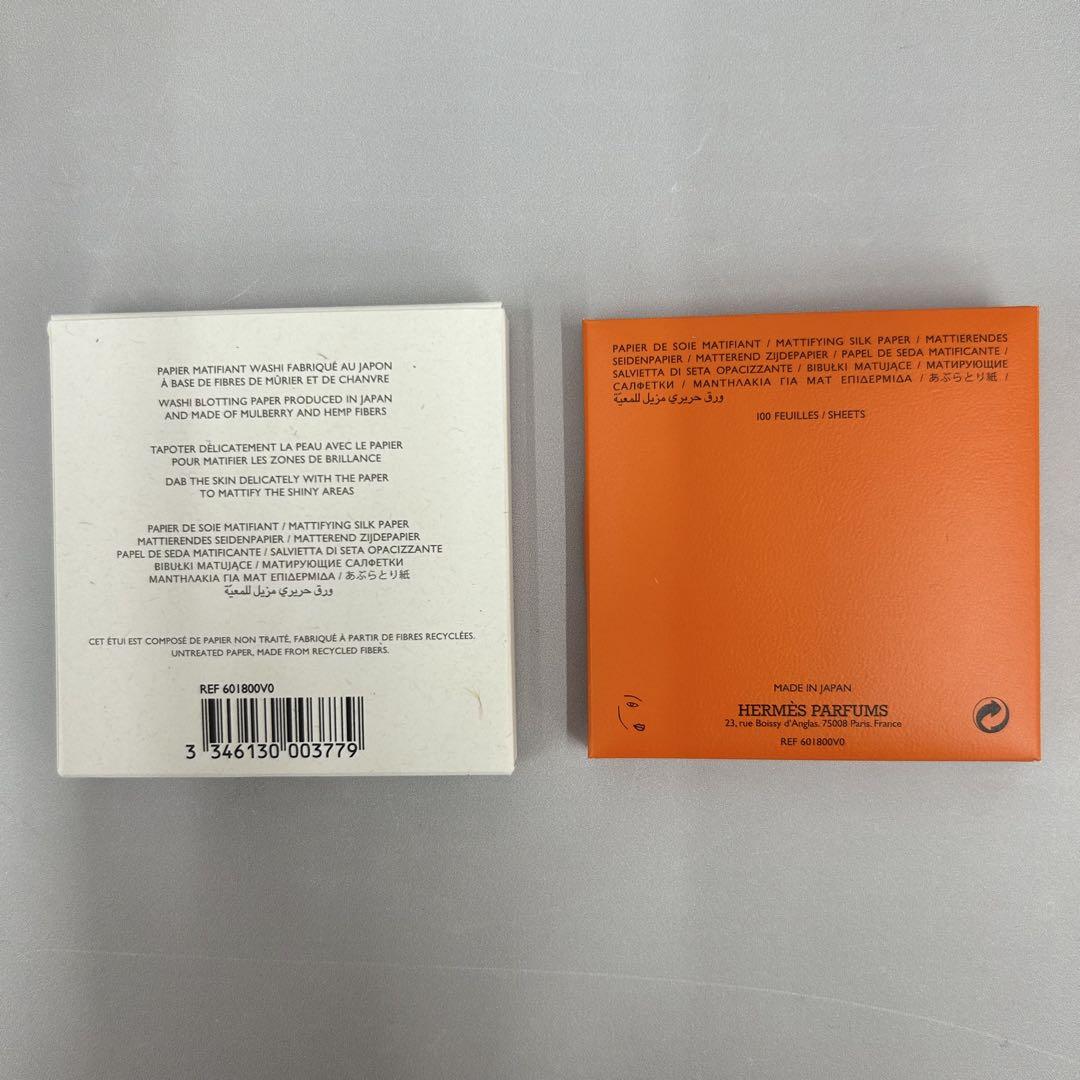 PAPIER MATIFIANT WASHI FABRIQUÉ AU JAPON
À BASE DE FIBRES DE MÛRIER ET DE CHANVRE
WASHI BLOTTING PAPER PRODUCED IN JAPAN
AND MADE OF MULBERRY AND HEMP FIBERS
TAPOTER DÉLICATEMENT LA PEAU AVEC LE PAPIER
POUR MATIFIER LES ZONES DE BRILLANCE
DAB THE SKIN DELICATELY WITH THE PAPER
TO MATTIFY THE SHINY AREAS
PAPIER DE SOIE MATIFIANT / MATTIFYING SILK PAPER
MATTIERENDES SEIDENPAPIER / MATTEREND ZIJDEPAPIER
PAPEL DE SEDA MATIFICANTE / SALVIETTA DI SETA OPACIZZANTE
BIBUŁKI MATUJĄCE / МАТИРУЮЩИЕ САЛФЕТКИ
ΜΑΝΤΗΛΑΚΙΑ ΓΙΑ ΜΑΤ ΕΠΙΔΕΡΜΙΔΑ / あぶらとり紙
ورق حريري مزيل للمعيّة
CET ÉTUI EST COMPOSÉ DE PAPIER NON TRAITÉ, FABRIQUÉ À PARTIR DE FIBRES RECYCLÉES.
UNTREATED PAPER, MADE FROM RECYCLED FIBERS.
REF 601800V0
3 346130 003779
PAPIER DE SOIE MATIFIANT / MATTIFYING SILK PAPER / MATTIERENDES
SEIDENPAPIER / MATTEREND ZIJDEPAPIER / PAPEL DE SEDA MATIFICANTE /
SALVIETTA DI SETA OPACIZZANTE / BIBUŁKI MATUJĄCE / МАТИРУЮЩИЕ
САЛФЕТКИ / ΜΑΝΤΗΛΑΚΙΑ ΓΙΑ ΜΑΤ ΕΠΙΔΕΡΜΙΔΑ / あぶらとり紙 /
ورق حريري مزيل للمعيّة
100 FEUILLES / SHEETS
MADE IN JAPAN
HERMÈS PARFUMS
23, rue Boissy d'Anglas. 75008 Paris. France
REF 601800V0